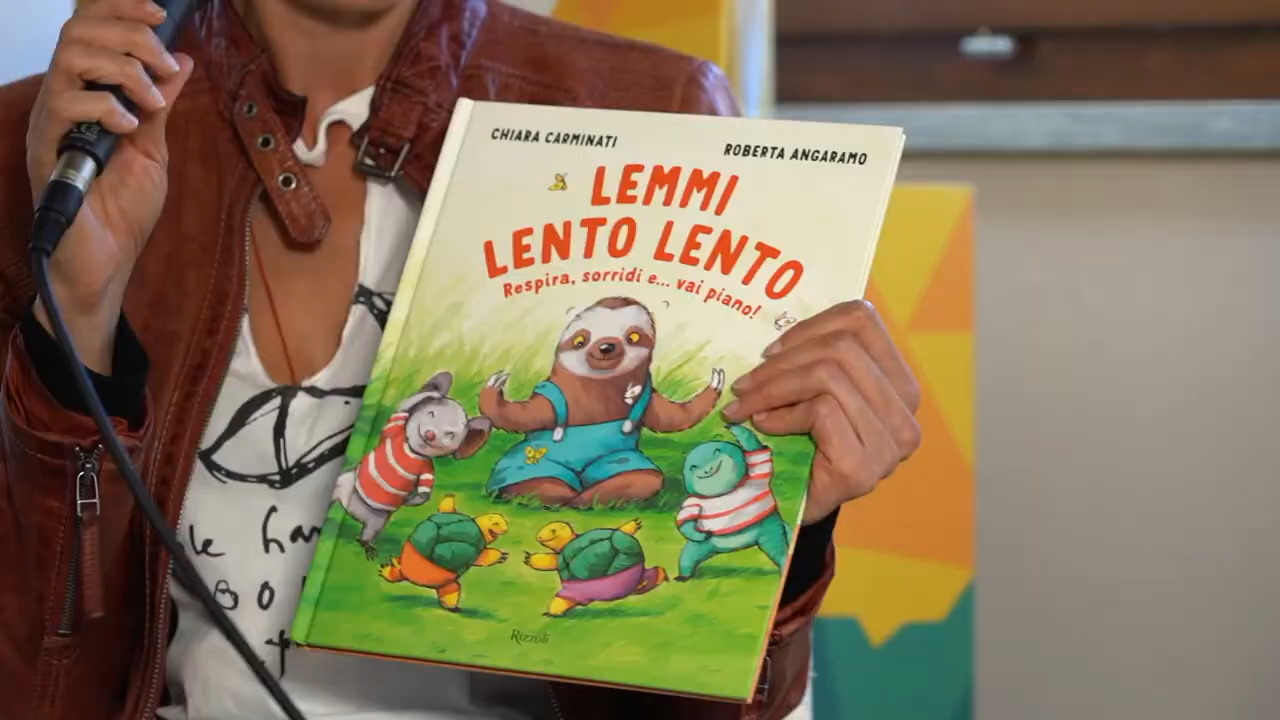 CHIARA CARMINATI
ROBERTA ANGARAMO
LEMMI
LENTO LENTO
Respira, sorridi e... vai piano!
Rizzoli